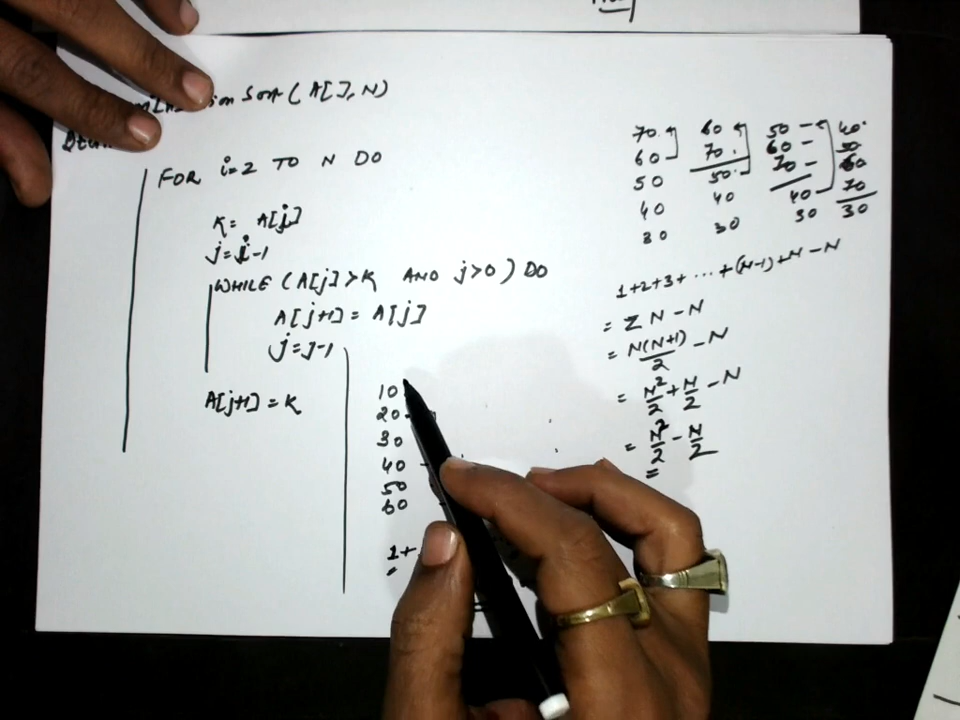 Sort (A[], N)
FOR i=2 TO N DO
K= A[j]
j=i-1
WHILE (A[j]>K AND j>0) DO
A[j+1] = A[j]
j=j-1
A[j+1]=K
10
20
30
40
50
60
1+
=
70 60 50 40
60 70 60 50
50 50 70 60
40 40 40 70
30 30 30 30
1+2+3+ ... +(N-1)+N-N
= Σ N-N
= N(N+1)/2 - N
= N²/2 + N/2 - N
= N²/2 - N/2
=